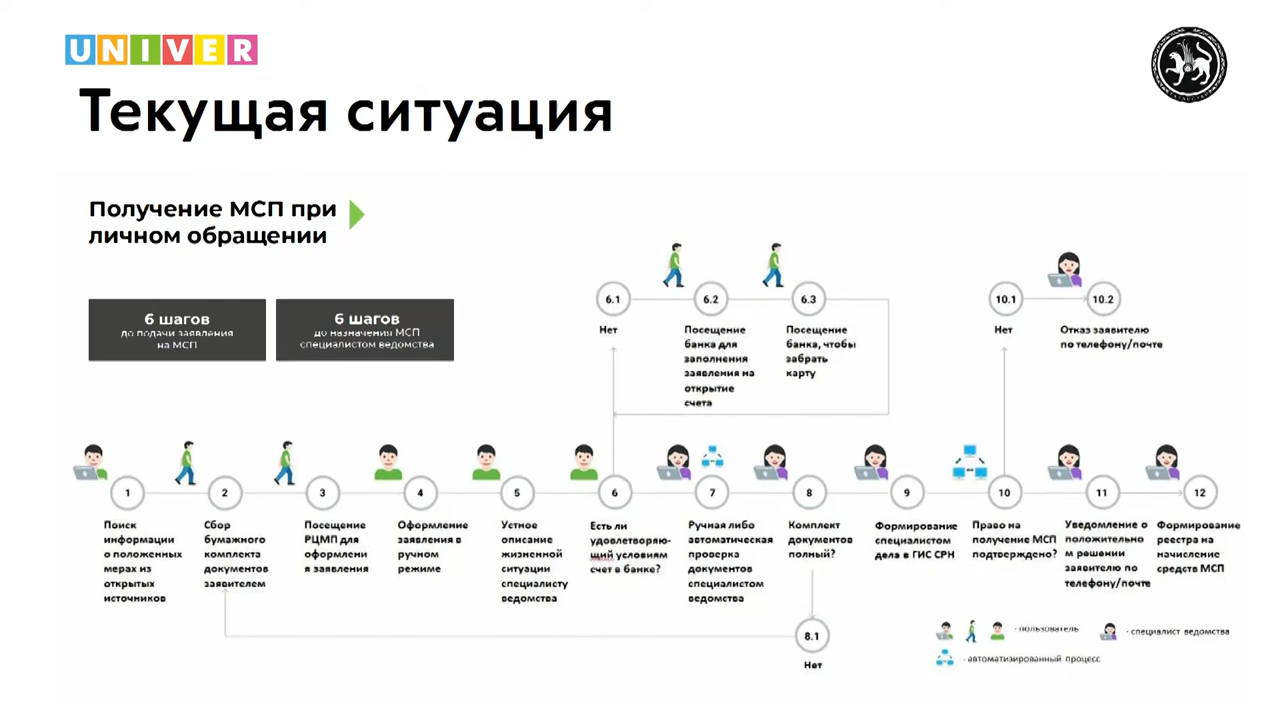 UNIVER
Текущая ситуация
Получение МСП при
личном обращении
6 шагов
до подачи заявления
на МСП
6 шагов
до назначения МСП
специалистом ведомства
6.1
6.2
6.3
10.1
10.2
Нет
Посещение
банка для
заполнения
заявления на
открытие
счета
Посещение
банка, чтобы
забрать
карту
Нет
Отказ заявителю
по телефону/почте
1
2
3
4
5
6
7
8
9
10
11
12
Поиск
информации
о положенных
мерах из
открытых
источников
Сбор
бумажного
комплекта
документов
заявителем
Посещение
РЦМП для
оформлени
я заявления
Оформление
заявления в
ручном
режиме
Устное
описание
жизненной
ситуации
специалисту
ведомства
Есть ли
удовлетворяю-
щий условиям
счет в банке?
Ручная либо
автоматическая
проверка
документов
специалистом
ведомства
Комплект
документов
полный?
Формирование
специалистом
дела в ГИС СРН
Право на
получение МСП
подтверждено?
Уведомление о
положительно
м решении
заявителю по
телефону/почте
Формирование
реестра на
начисление
средств МСП
8.1
Нет
- пользователь
- специалист ведомства
- автоматизированный процесс